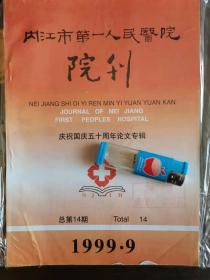 内江市第一人民醫院
院刊
NEI JIANG SHI DI YI REN MIN YI YUAN YUAN KAN
JOURNAL OF NEI JIANG
FIRST PEOPLES HOSPITAL
庆祝国庆五十周年论文专辑
总第14期 Total 14
1999·9